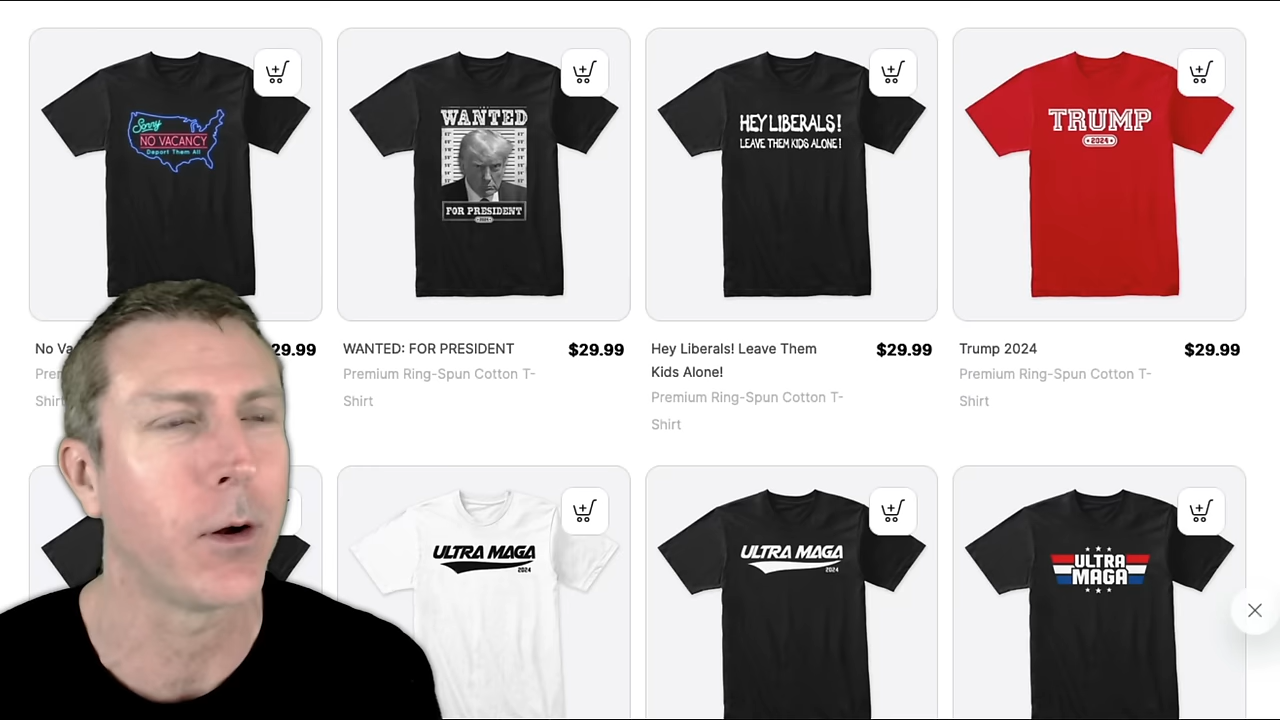 Sorry
NO VACANCY
Deport Them All
WANTED
FOR PRESIDENT
2024
HEY LIBERALS!
LEAVE THEM KIDS ALONE!
TRUMP
2024
No Va
29.99
Prem
Shirt
WANTED: FOR PRESIDENT
$29.99
Premium Ring-Spun Cotton T-
Shirt
Hey Liberals! Leave Them
$29.99
Kids Alone!
Premium Ring-Spun Cotton T-
Shirt
Trump 2024
$29.99
Premium Ring-Spun Cotton T-
Shirt
ULTRA MAGA
2024
ULTRA MAGA
2024
ULTRA
MAGA